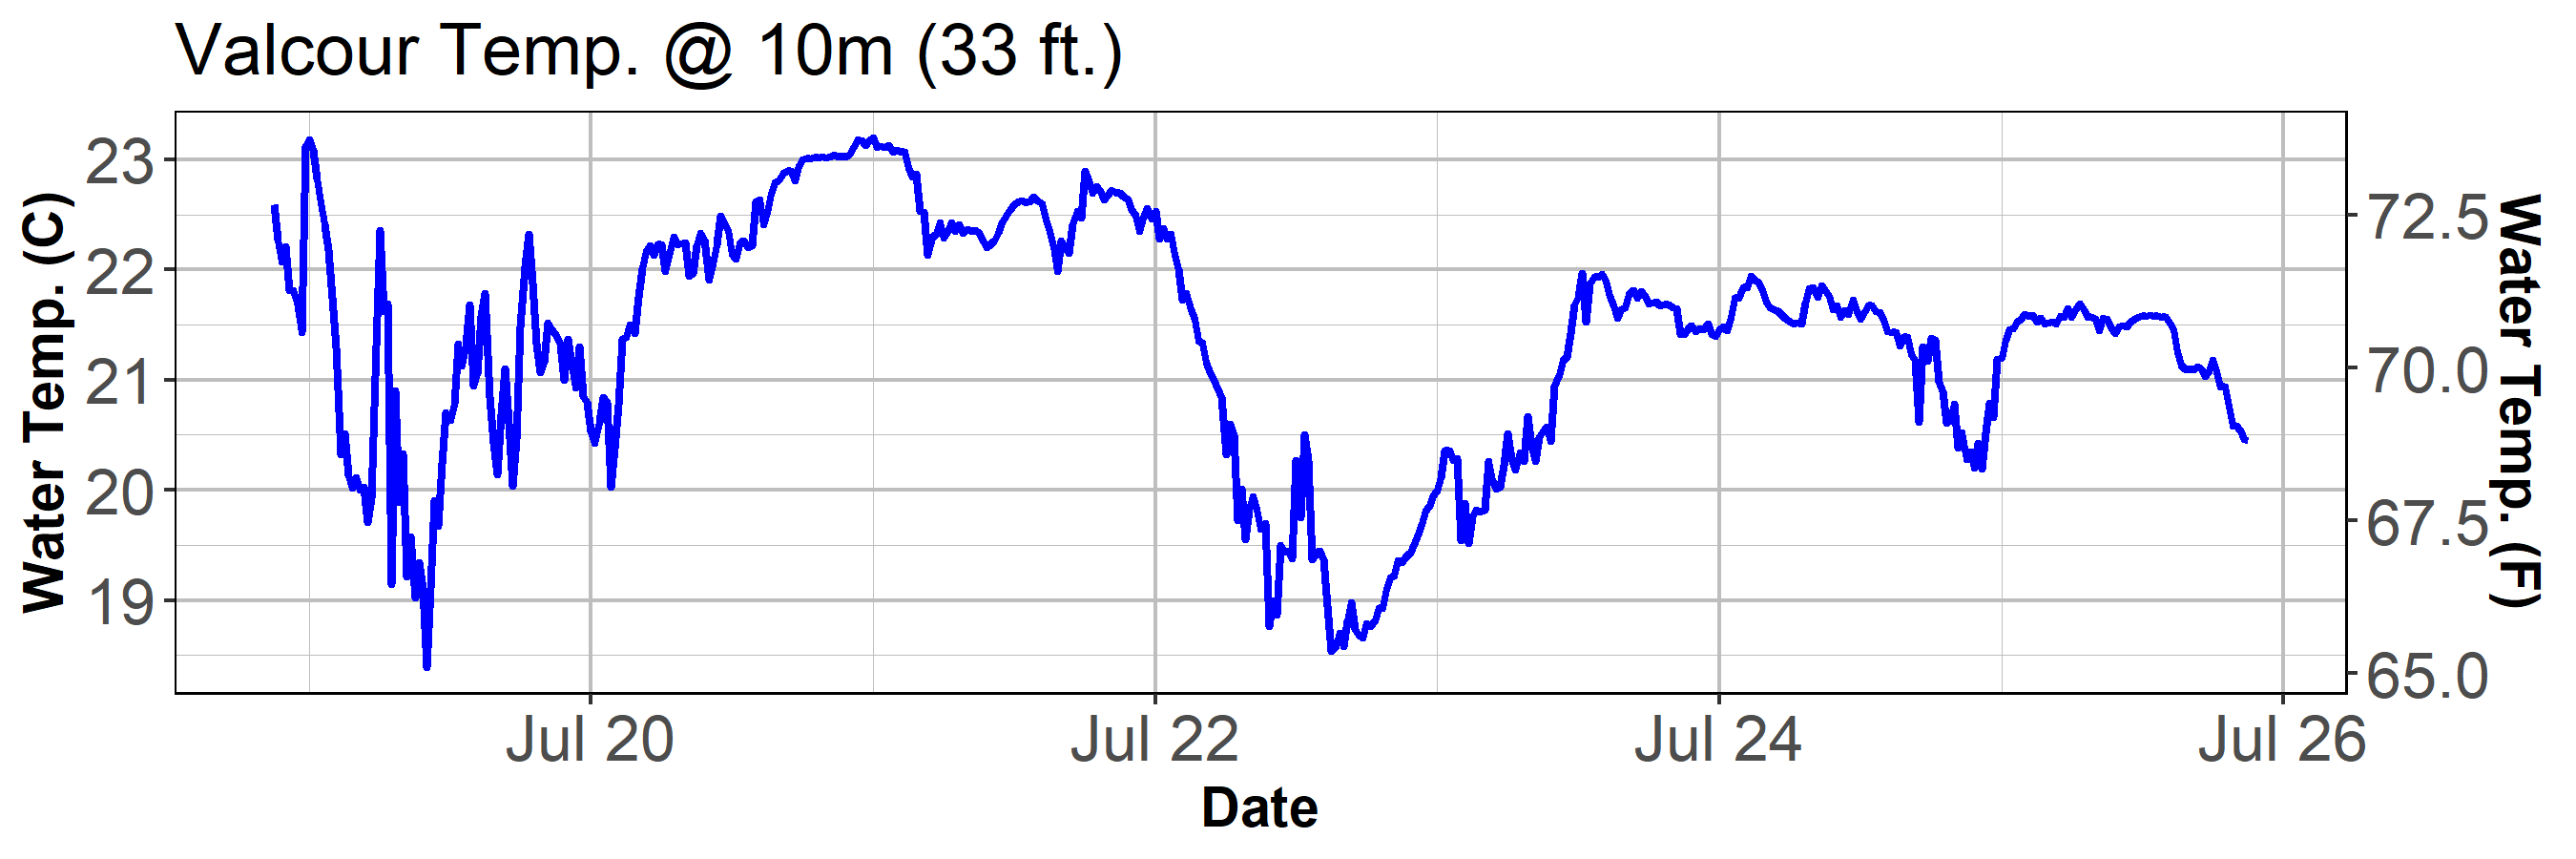 Valcour Temp. @ 10m (33 ft.)
Water Temp. (C)
23
22
21
20
19
72.5
70.0
67.5
65.0
Water Temp. (F)
Jul 20
Jul 22
Jul 24
Jul 26
Date